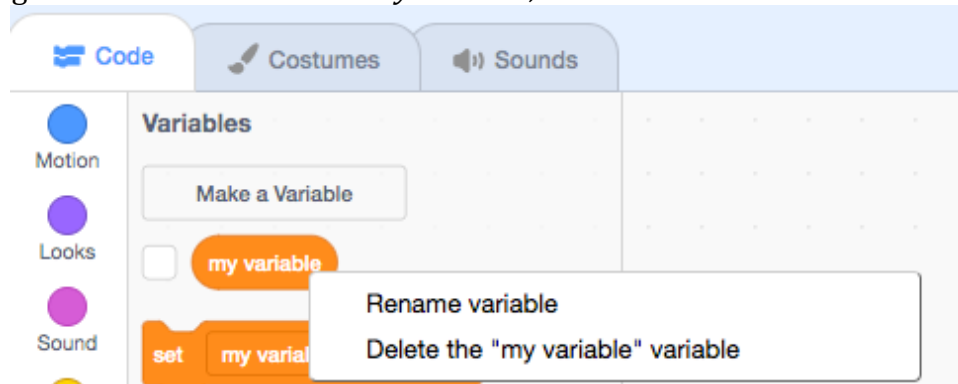 Code
Costumes
Sounds
Variables
Motion
Make a Variable
Looks
my variable
Rename variable
Sound
set
Delete the "my variable" variable